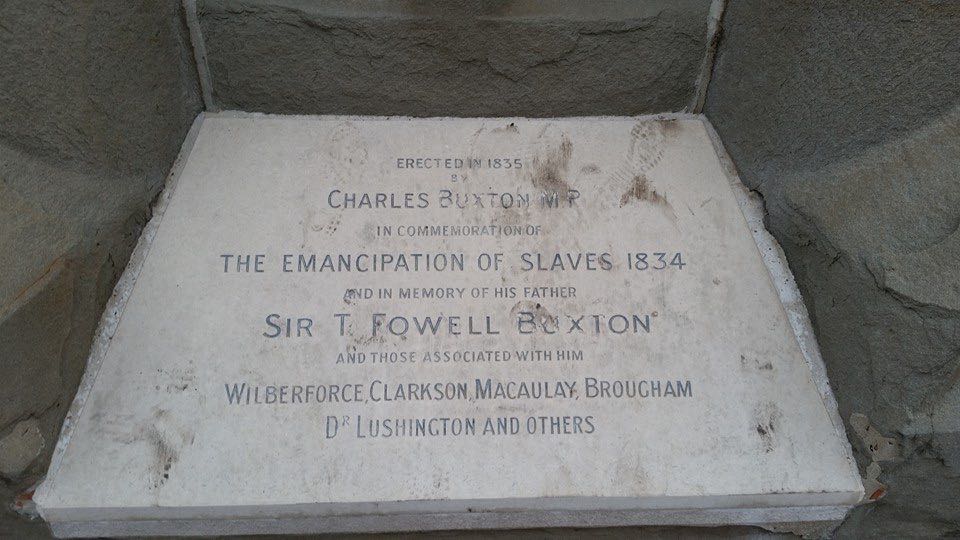 ERECTED IN 1835
BY
CHARLES BUXTON M.P.
IN COMMEMORATION OF
THE EMANCIPATION OF SLAVES 1834
AND IN MEMORY OF HIS FATHER
SIR T. FOWELL BUXTON
AND THOSE ASSOCIATED WITH HIM
WILBERFORCE, CLARKSON, MACAULAY, BROUGHAM
DR LUSHINGTON AND OTHERS